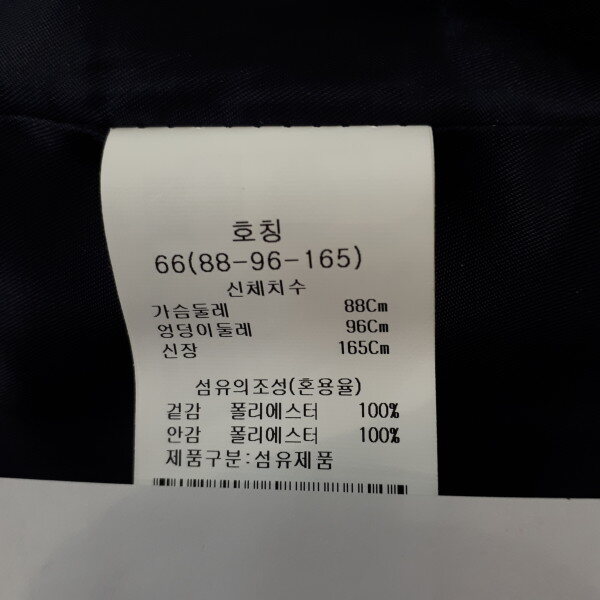 호칭
66(88-96-165)
신체치수
가슴둘레 88Cm
엉덩이둘레 96Cm
신장 165Cm
섬유의조성(혼용율)
겉감 폴리에스터 100%
안감 폴리에스터 100%
제품구분:섬유제품